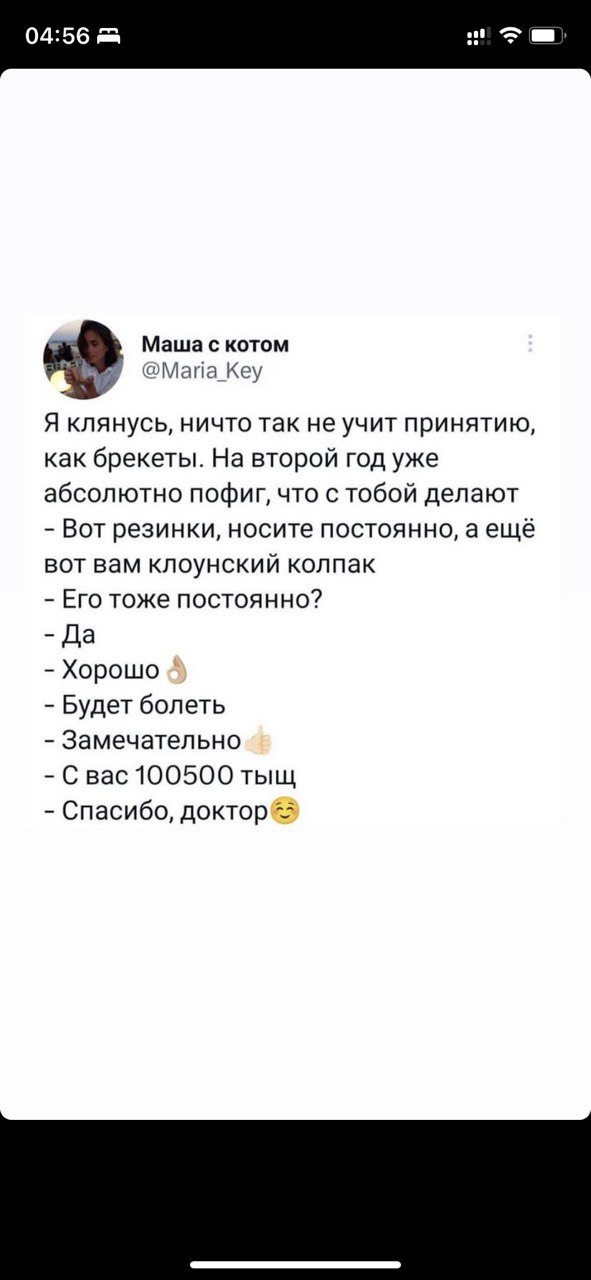 04:56
Маша с котом
@Maria_Key
Я клянусь, ничто так не учит принятию,
как брекеты. На второй год уже
абсолютно пофиг, что с тобой делают
- Вот резинки, носите постоянно, а ещё
вот вам клоунский колпак
- Его тоже постоянно?
- Да
- Хорошо👌🏼
- Будет болеть
- Замечательно👍🏻
- С вас 100500 тыщ
- Спасибо, доктор☺️